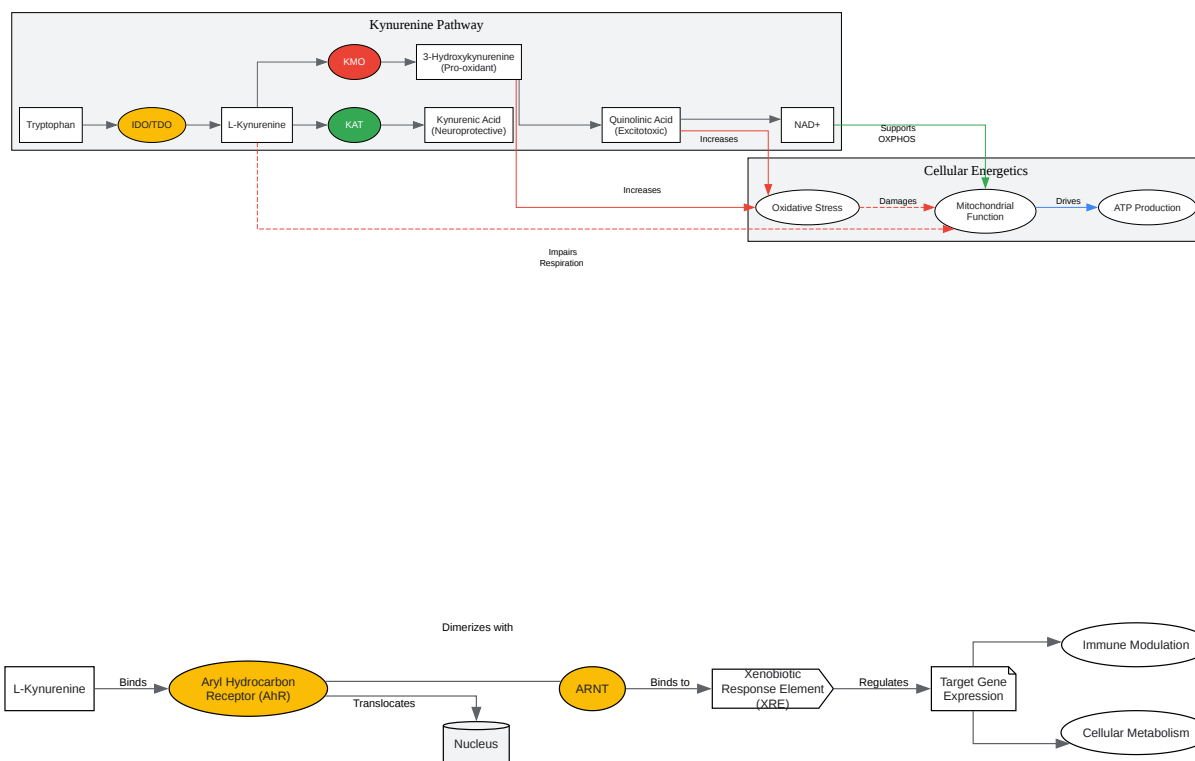 Kynurenine Pathway
KMO
3-Hydroxykynurenine
(Pro-oxidant)
Tryptophan
IDO/TDO
L-Kynurenine
KAT
Kynurenic Acid
(Neuroprotective)
Quinolinic Acid
(Excitotoxic)
NAD+
Supports
OXPHOS
Increases
Cellular Energetics
Increases
Oxidative Stress
Damages
Mitochondrial
Function
Drives
ATP Production
Impairs
Respiration
Dimerizes with
L-Kynurenine
Binds
Aryl Hydrocarbon
Receptor (AhR)
Translocates
Nucleus
ARNT
Binds to
Xenobiotic
Response Element
(XRE)
Regulates
Target Gene
Expression
Immune Modulation
Cellular Metabolism